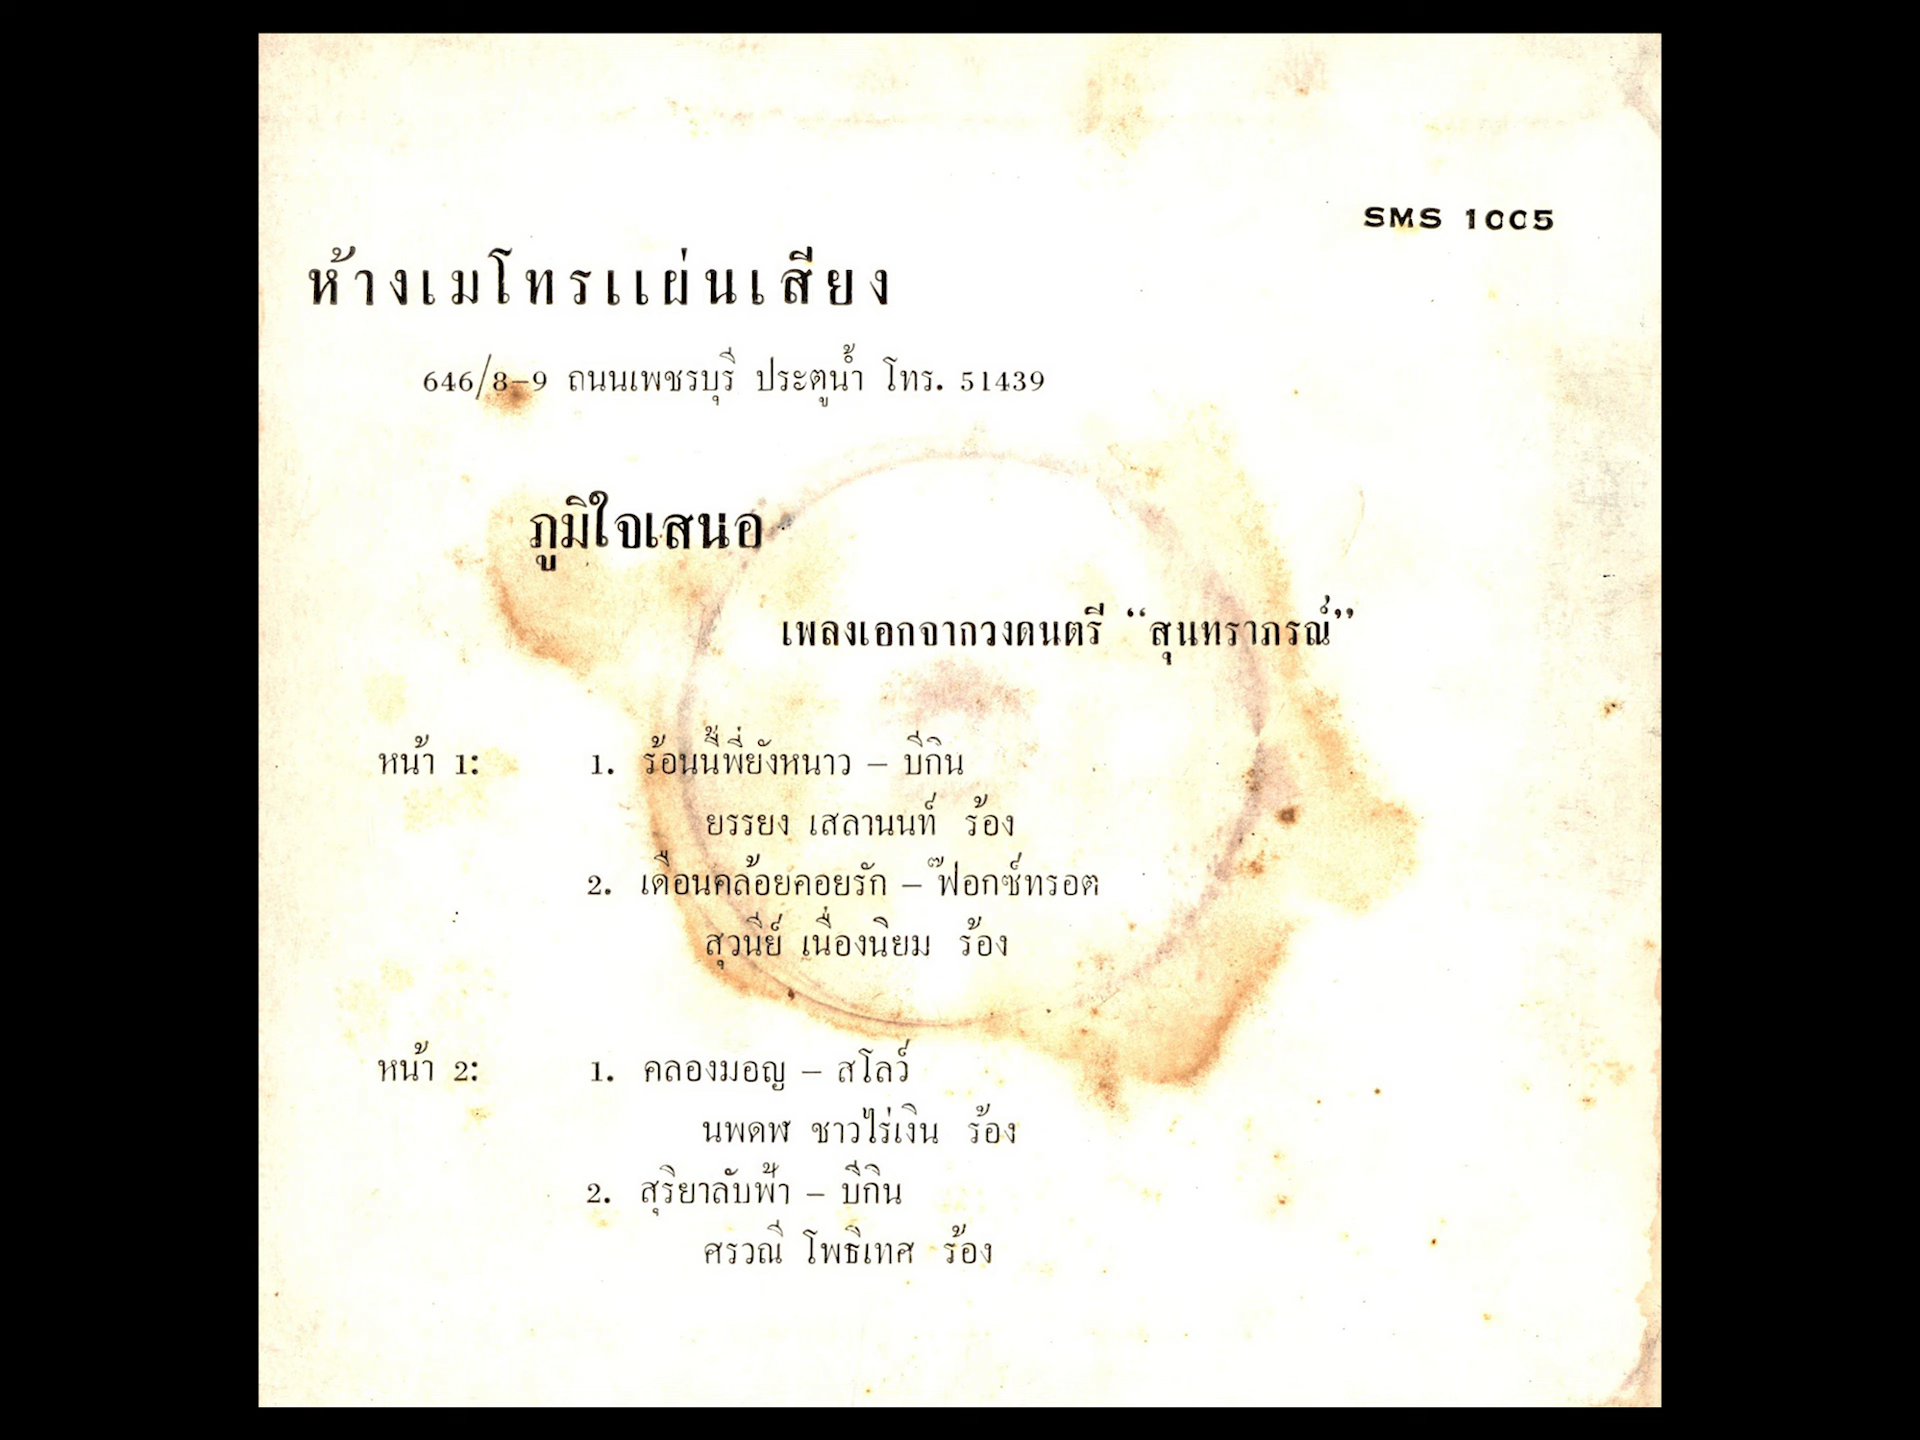 SMS 1005
ห้างเมโทรแผ่นเสียง
646/8-9 ถนนเพชรบุรี ประตูน้ำ โทร. 51439
ภูมิใจเสนอ
เพลงเอกจากวงดนตรี “สุนทราภรณ์”
หน้า 1: 1. ร้อนนี้พี่ยังหนาว – บีกิน
ยรรยง เสลานนท์ ร้อง
2. เดือนคล้อยคอยรัก – ฟ๊อกซ์ทรอต
สุวนีย์ เนื่องนิยม ร้อง
หน้า 2: 1. คลองมอญ – สโลว์
นพดฬ ชาวไร่เงิน ร้อง
2. สุริยาลับฟ้า – บีกิน
ศรวณี โพธิเทศ ร้อง